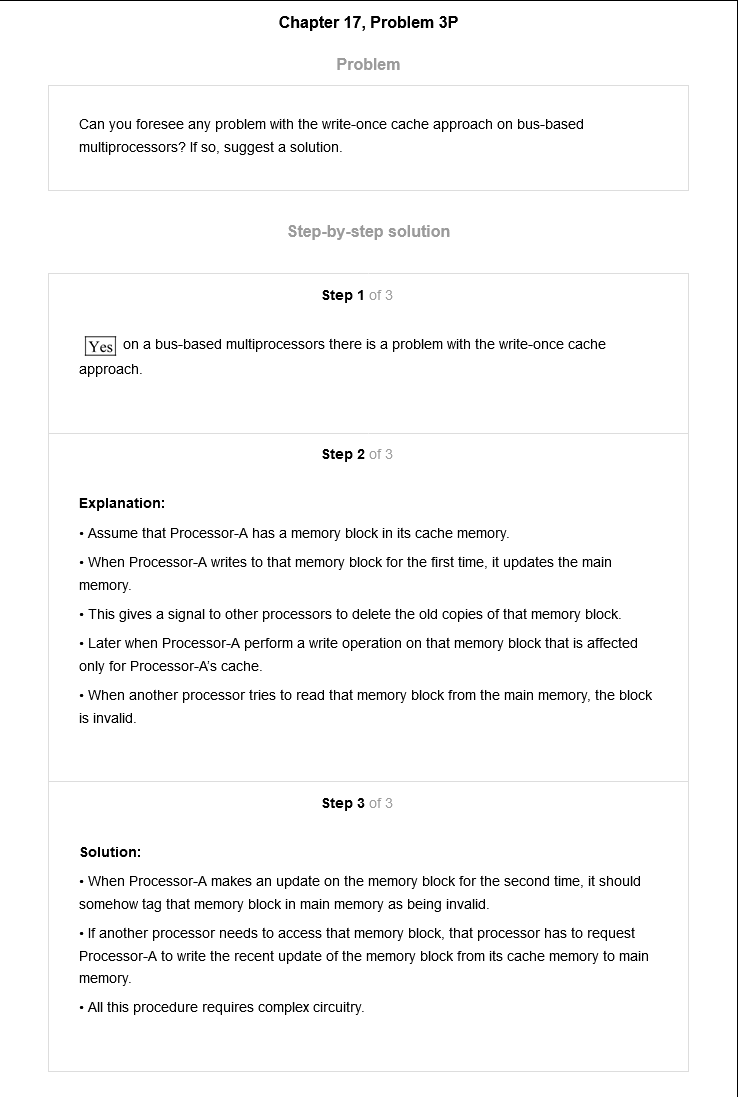 Chapter 17, Problem 3P
Problem
Can you foresee any problem with the write-once cache approach on bus-based
multiprocessors? If so, suggest a solution.
Step-by-step solution
Step 1 of 3
Yes on a bus-based multiprocessors there is a problem with the write-once cache
approach.
Step 2 of 3
Explanation:
• Assume that Processor-A has a memory block in its cache memory.
• When Processor-A writes to that memory block for the first time, it updates the main
memory.
• This gives a signal to other processors to delete the old copies of that memory block.
• Later when Processor-A perform a write operation on that memory block that is affected
only for Processor-A's cache.
• When another processor tries to read that memory block from the main memory, the block
is invalid.
Step 3 of 3
Solution:
• When Processor-A makes an update on the memory block for the second time, it should
somehow tag that memory block in main memory as being invalid.
• If another processor needs to access that memory block, that processor has to request
Processor-A to write the recent update of the memory block from its cache memory to main
memory.
• All this procedure requires complex circuitry.